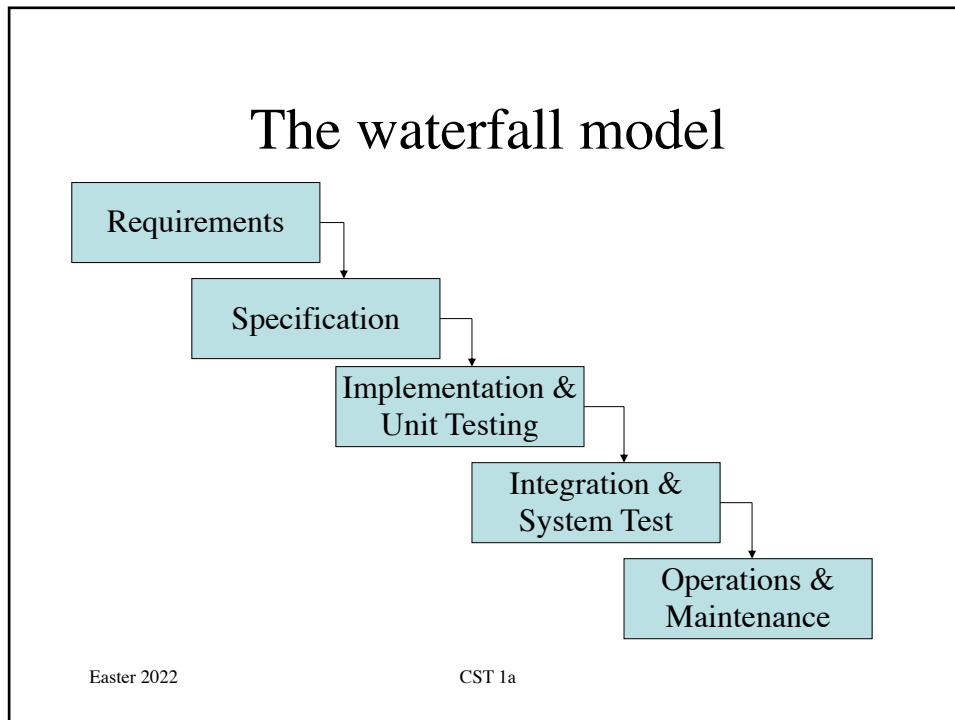 The waterfall model
Requirements
Specification
Implementation &
Unit Testing
Integration &
System Test
Operations &
Maintenance
Easter 2022
CST 1a